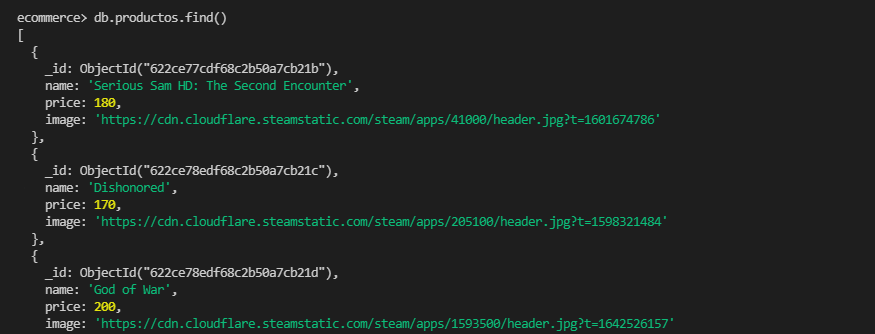 ecommerce> db.productos.find()
[
  {
    _id: ObjectId("622ce77cdf68c2b50a7cb21b"),
    name: 'Serious Sam HD: The Second Encounter',
    price: 180,
    image: 'https://cdn.cloudflare.steamstatic.com/steam/apps/41000/header.jpg?t=1601674786'
  },
  {
    _id: ObjectId("622ce78edf68c2b50a7cb21c"),
    name: 'Dishonored',
    price: 170,
    image: 'https://cdn.cloudflare.steamstatic.com/steam/apps/205100/header.jpg?t=1598321484'
  },
  {
    _id: ObjectId("622ce78edf68c2b50a7cb21d"),
    name: 'God of War',
    price: 200,
    image: 'https://cdn.cloudflare.steamstatic.com/steam/apps/1593500/header.jpg?t=1642526157'